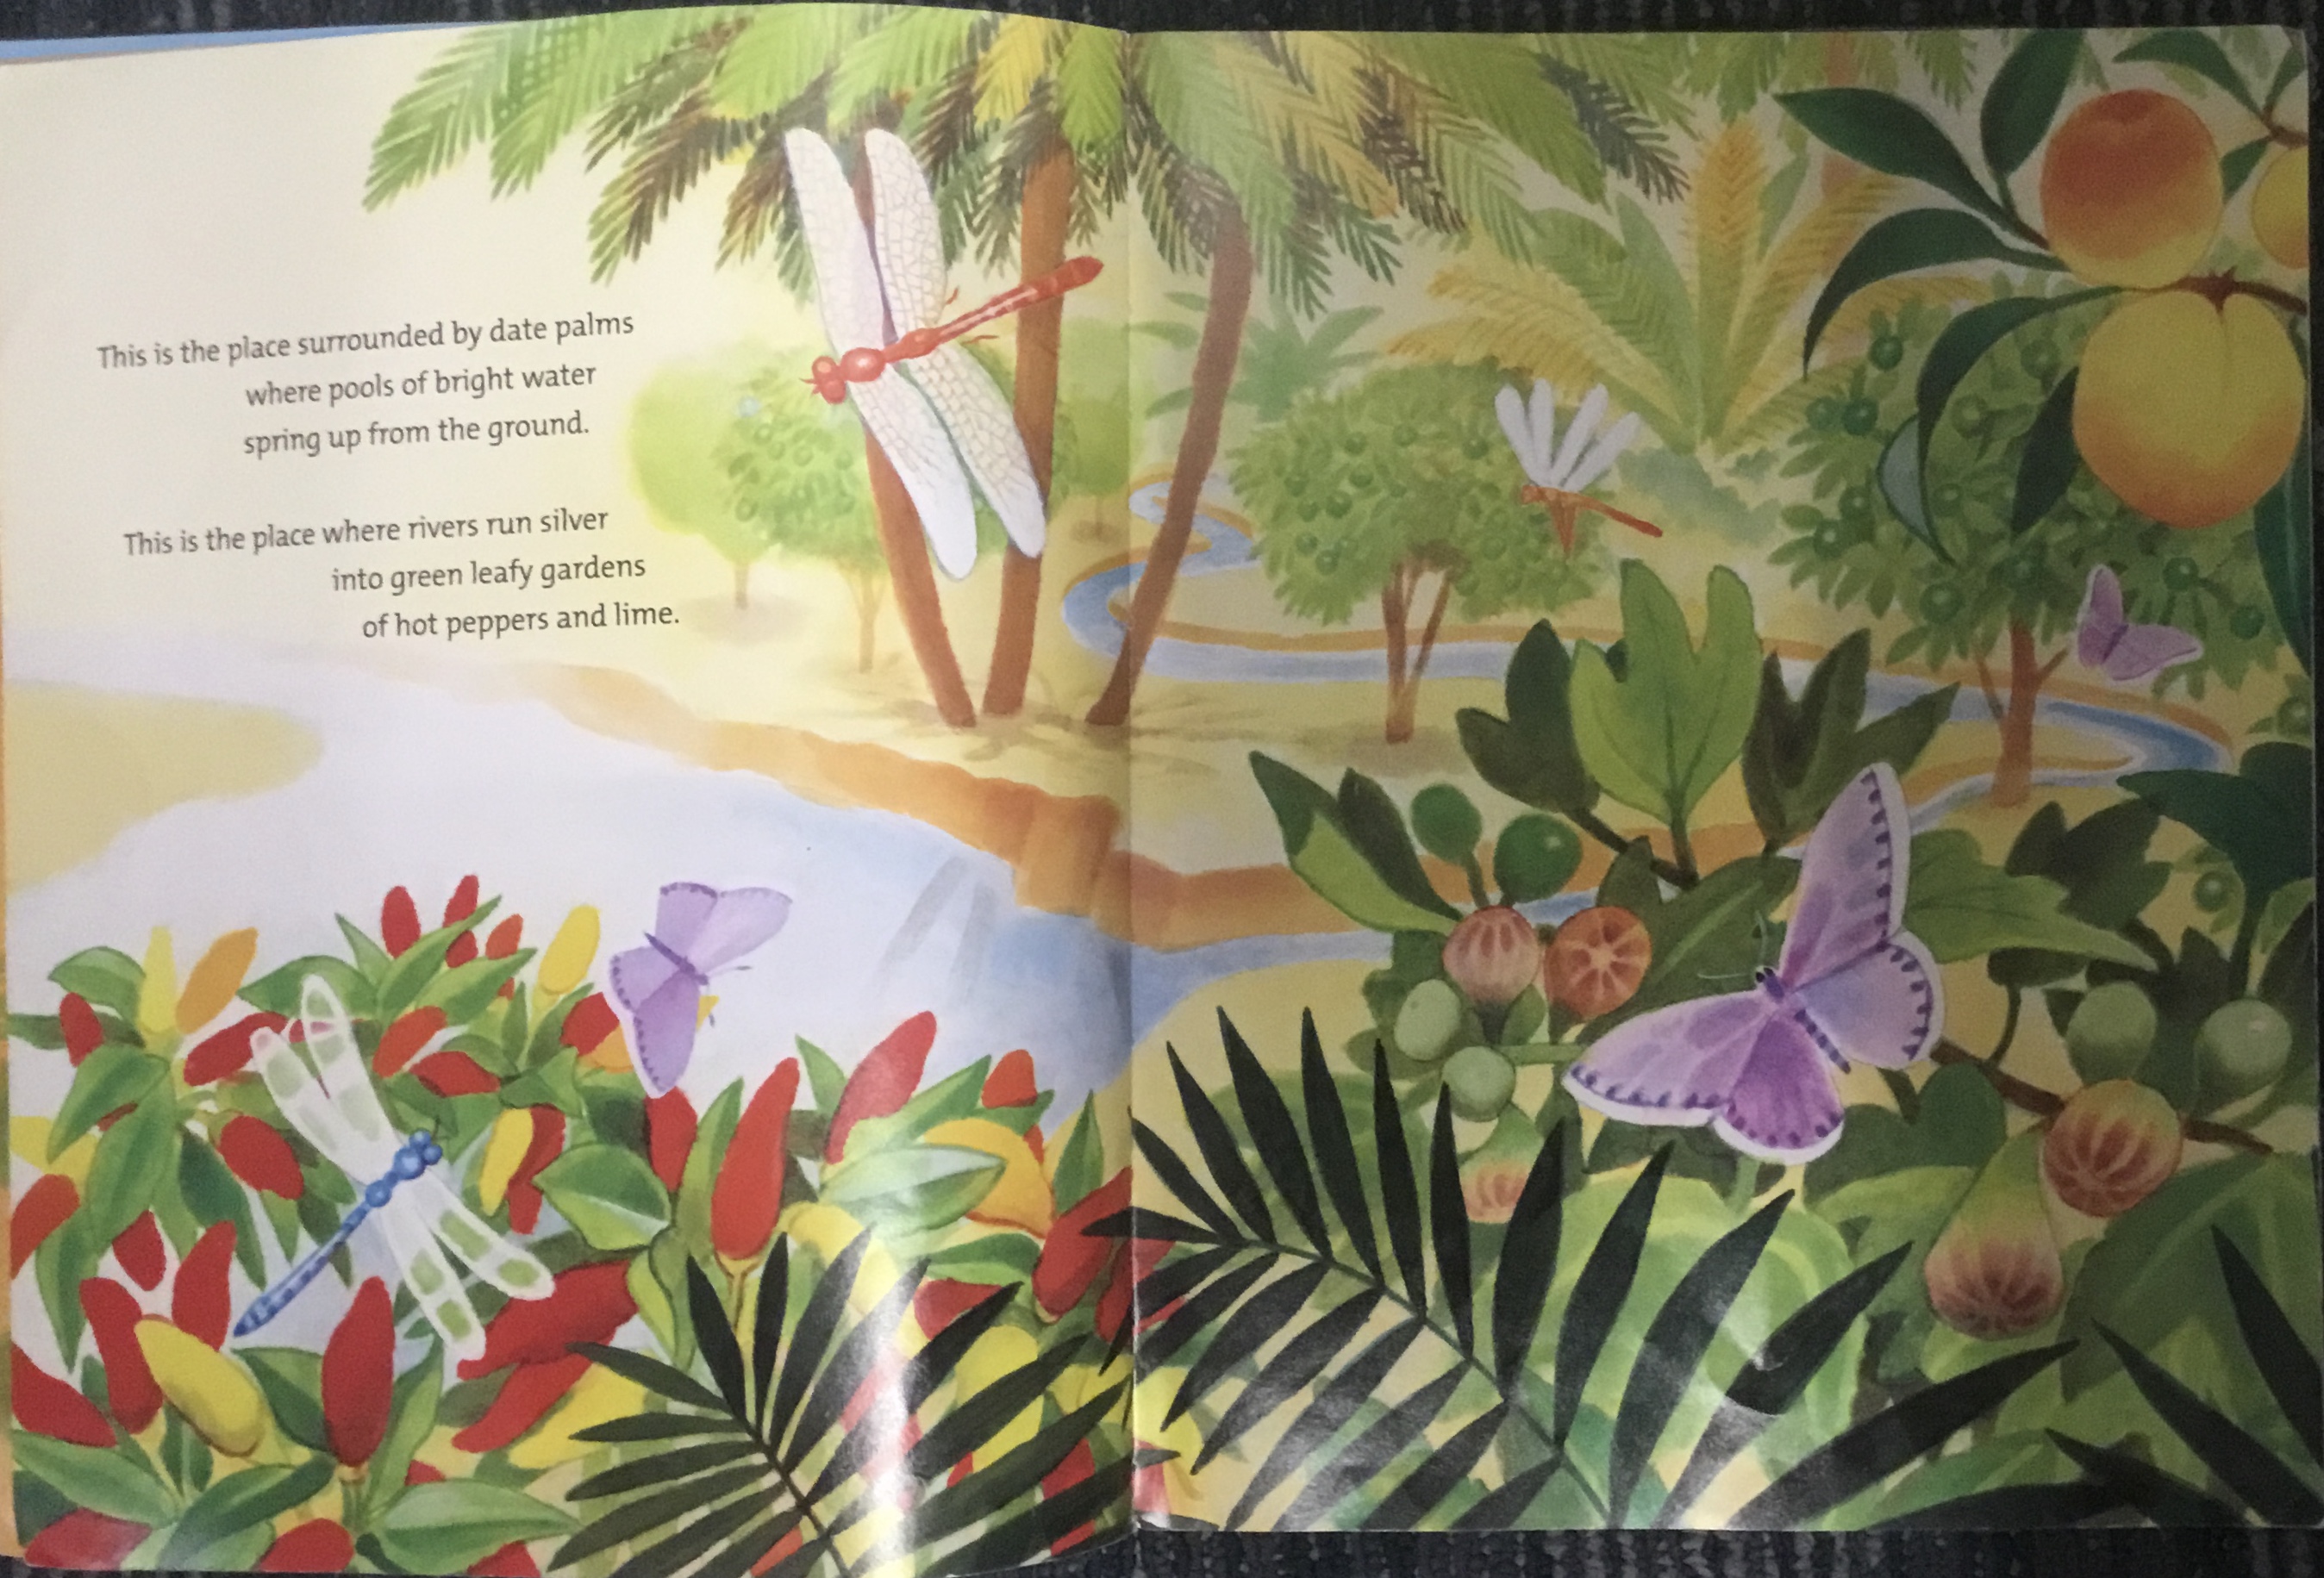 This is the place surrounded by date palms
where pools of bright water
spring up from the ground.
This is the place where rivers run silver
into green leafy gardens
of hot peppers and lime.